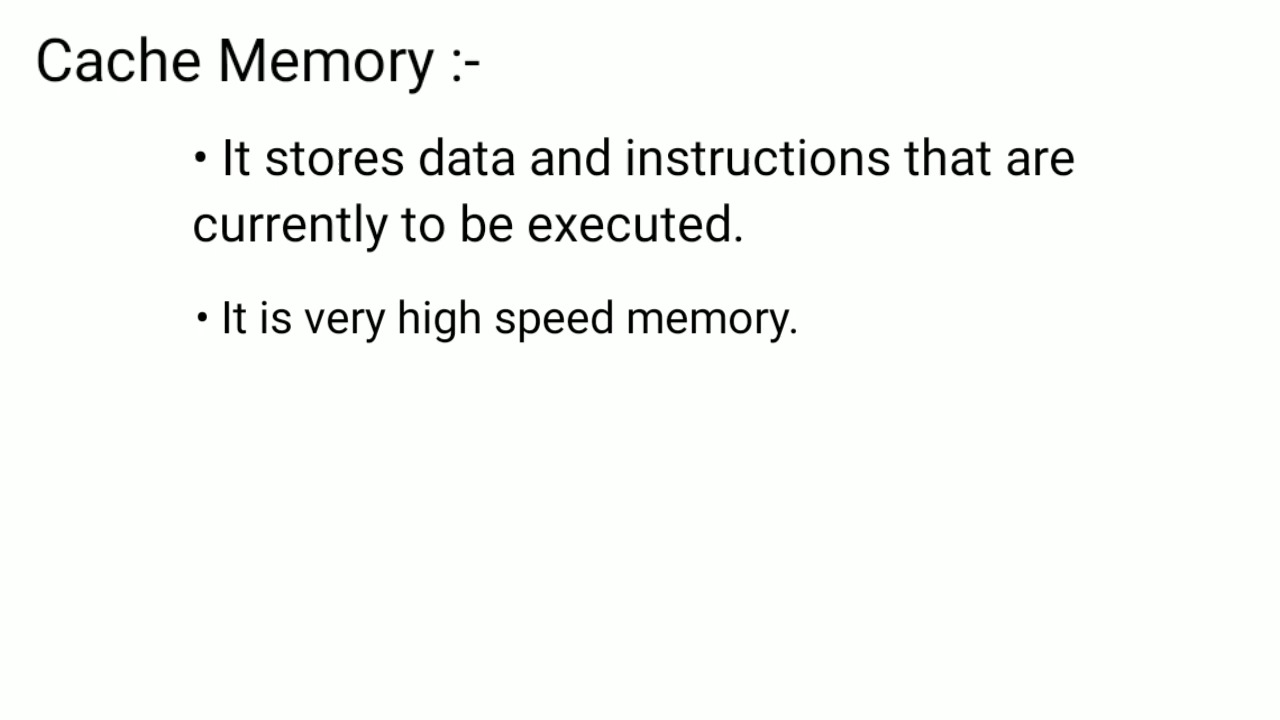 Cache Memory :-
• It stores data and instructions that are
currently to be executed.
• It is very high speed memory.